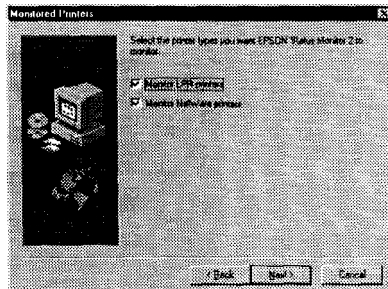 Monitored Printers
Select the printer types you want EPSON Status Monitor 2 to
monitor.
Monitor LPR printers
Monitor NetWare printers
< Back
Next >
Cancel